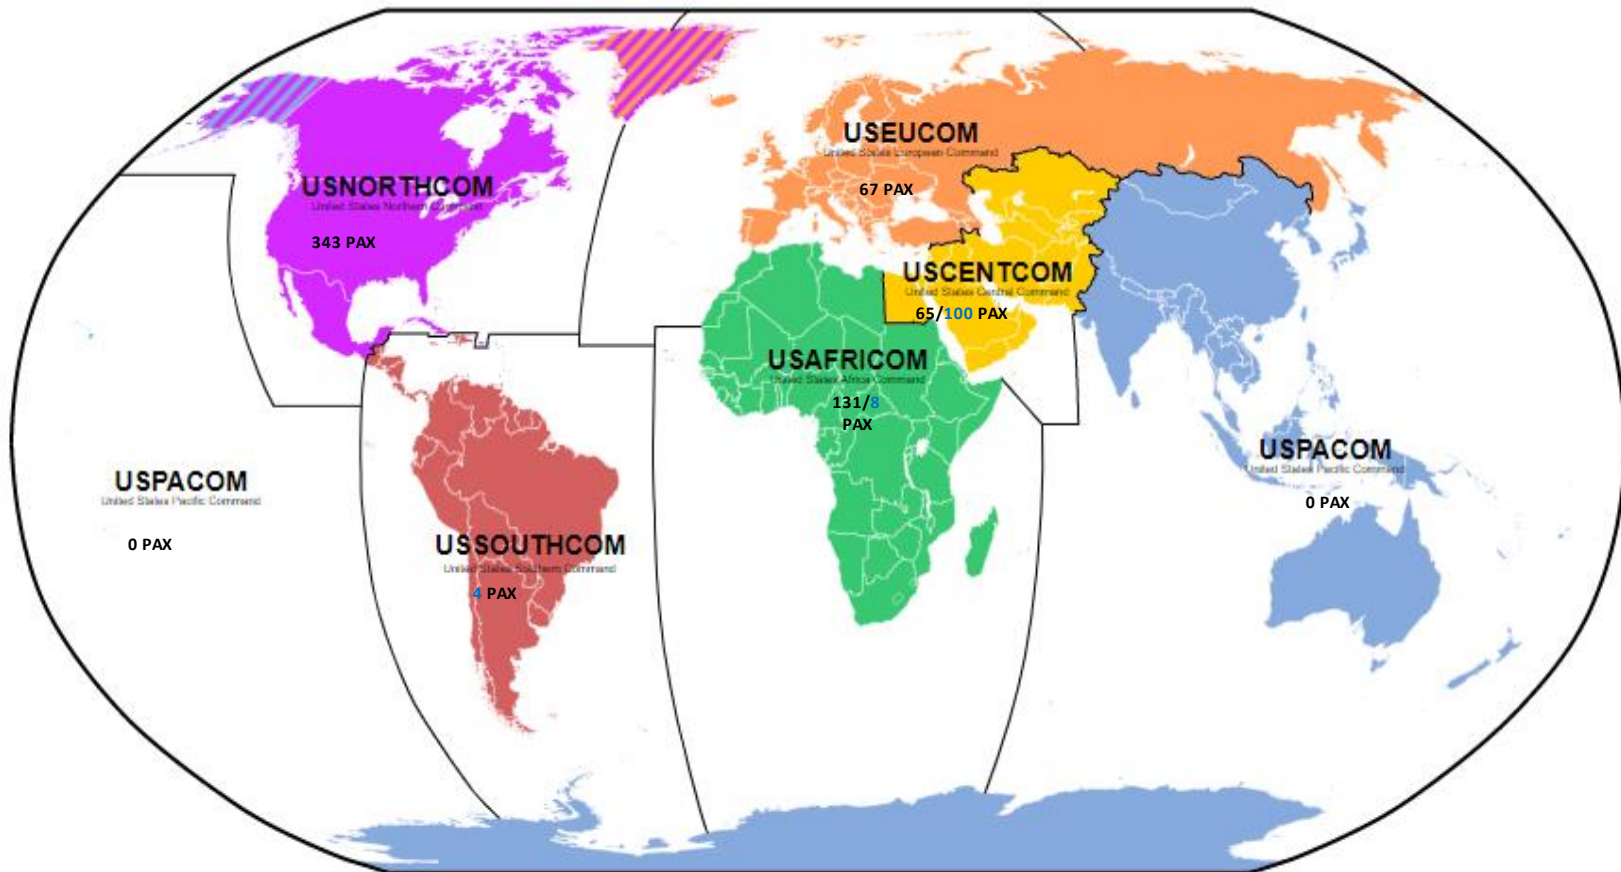 USEUCOM
United States European Command
67 PAX
USNORTHCOM
United States Northern Command
343 PAX
USCENTCOM
United States Central Command
65/100 PAX
USAFRICOM
United States Africa Command
131/8
PAX
USPACOM
United States Pacific Command
0 PAX
USPACOM
United States Pacific Command
0 PAX
USSOUTHCOM
United States Southern Command
4 PAX